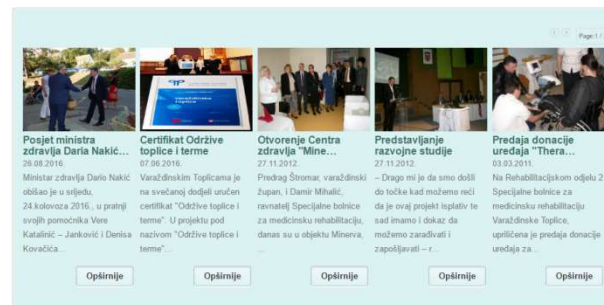 Page 1 /
Posjet ministra
zdravlja Daria Nakić...
26.08.2016.
Ministar zdravlja Dario Nakić
obišao je u srijedu,
24.kolovoza 2016., u pratnji
svojih pomoćnika Vere
Katalinić – Janković i Denisa
Kovačića...
Opširnije
Certifikat Održive
toplice i terme
07.06.2016.
Varaždinskim Toplicama je
na svečanoj dodjeli uručen
certifikat "Održive toplice i
terme". U projektu pod
nazivom "Održive toplice i
terme"...
Opširnije
Otvorenje Centra
zdravlja "Mine...
27.11.2012.
Predrag Štromar, varaždinski
župan, i Damir Mihalić,
ravnatelj Specijalne bolnice
za medicinsku rehabilitaciju,
danas su u objektu Minerva,
...
Opširnije
Predstavljanje
razvojne studije
27.11.2012.
– Drago mi je da smo došli
do točke kad možemo reći
da je ovaj projekt isplativ te
sad imamo i dokaz da
možemo zarađivati i
zapošljavati – r...
Opširnije
Predaja donacije
uređaja "Thera...
03.03.2011.
Na Rehabilitacijskom odjelu 2
Specijalne bolnice za
medicinsku rehabilitaciju
Varaždinske Toplice,
upriličena je predaja donacije
uređaja za...
Opširnije